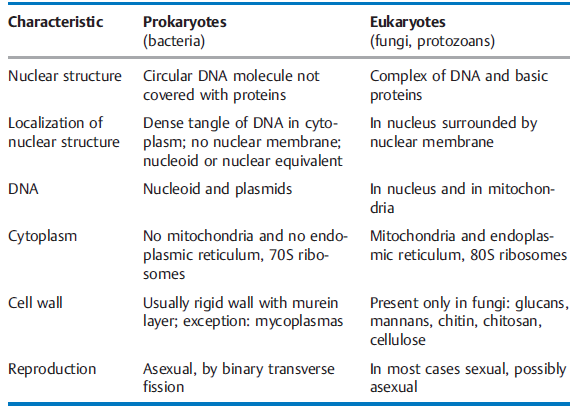 Characteristic Prokaryotes Eukaryotes
(bacteria) (fungi, protozoans)
Nuclear structure Circular DNA molecule not Complex of DNA and basic
covered with proteins proteins
Localization of Dense tangle of DNA in cyto- In nucleus surrounded by
nuclear structure plasm; no nuclear membrane; nuclear membrane
nucleoid or nuclear equivalent
DNA Nucleoid and plasmids In nucleus and in mitochon-
dria
Cytoplasm No mitochondria and no endo- Mitochondria and endoplas-
plasmic reticulum, 70S ribo- mic reticulum, 80S ribosomes
somes
Cell wall Usually rigid wall with murein Present only in fungi: glucans,
layer; exception: mycoplasmas mannans, chitin, chitosan,
cellulose
Reproduction Asexual, by binary transverse In most cases sexual, possibly
fission asexual